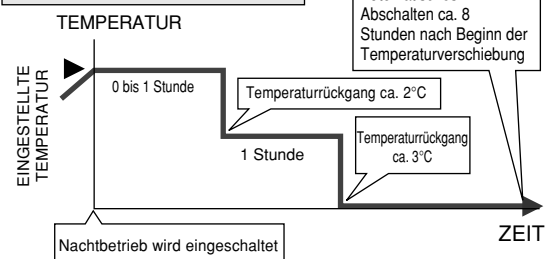 TEMPERATUR
Abschalten ca. 8
Stunden nach Beginn der
Temperaturverschiebung
EINGESTELLTE
TEMPERATUR
0 bis 1 Stunde
Temperaturrückgang ca. 2°C
1 Stunde
Temperaturrückgang
ca. 3°C
ZEIT
Nachtbetrieb wird eingeschaltet